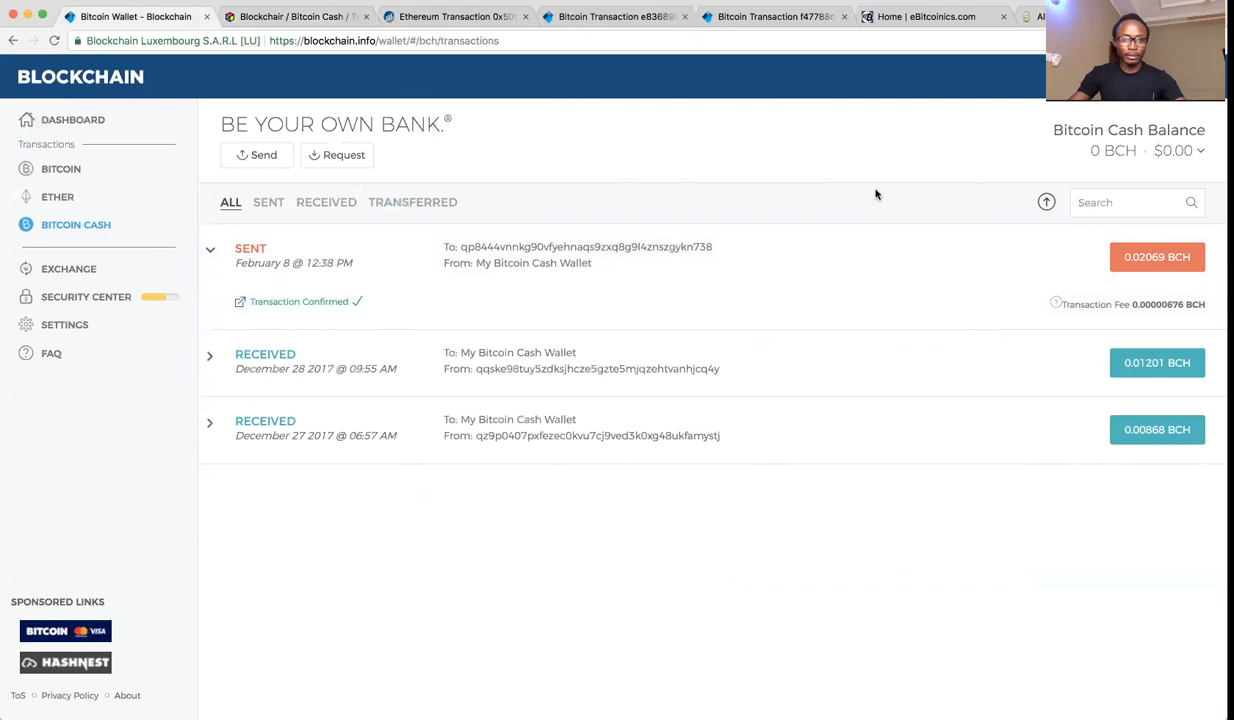 Bitcoin Wallet - Blockchain
Blockchair / Bitcoin Cash / T
Ethereum Transaction 0x50
Bitcoin Transaction e83689
Bitcoin Transaction f47788c
Home | eBitcoinics.com
Blockchain Luxembourg S.A.R.L [LU]
https://blockchain.info/wallet/#/bch/transactions
BLOCKCHAIN
DASHBOARD
Transactions
BITCOIN
ETHER
BITCOIN CASH
EXCHANGE
SECURITY CENTER
SETTINGS
FAQ
SPONSORED LINKS
BITCOIN VISA
HASHNEST
ToS
Privacy Policy
About
BE YOUR OWN BANK.®
Send
Request
Bitcoin Cash Balance
0 BCH · $0.00
ALL SENT RECEIVED TRANSFERRED
Search
SENT
February 8 @ 12:38 PM
To: qp8444vnnkg90vfyehnaqs9zxq8g9l4znszgykn738
From: My Bitcoin Cash Wallet
0.02069 BCH
Transaction Confirmed
Transaction Fee 0.00000676 BCH
RECEIVED
December 28 2017 @ 09:55 AM
To: My Bitcoin Cash Wallet
From: qqske98tuy5zdksjhcze5gzte5mjqzehtvanhjcq4y
0.01201 BCH
RECEIVED
December 27 2017 @ 06:57 AM
To: My Bitcoin Cash Wallet
From: qz9p0407pxfezec0kvu7cj9ved3k0xg48ukfamystj
0.00868 BCH